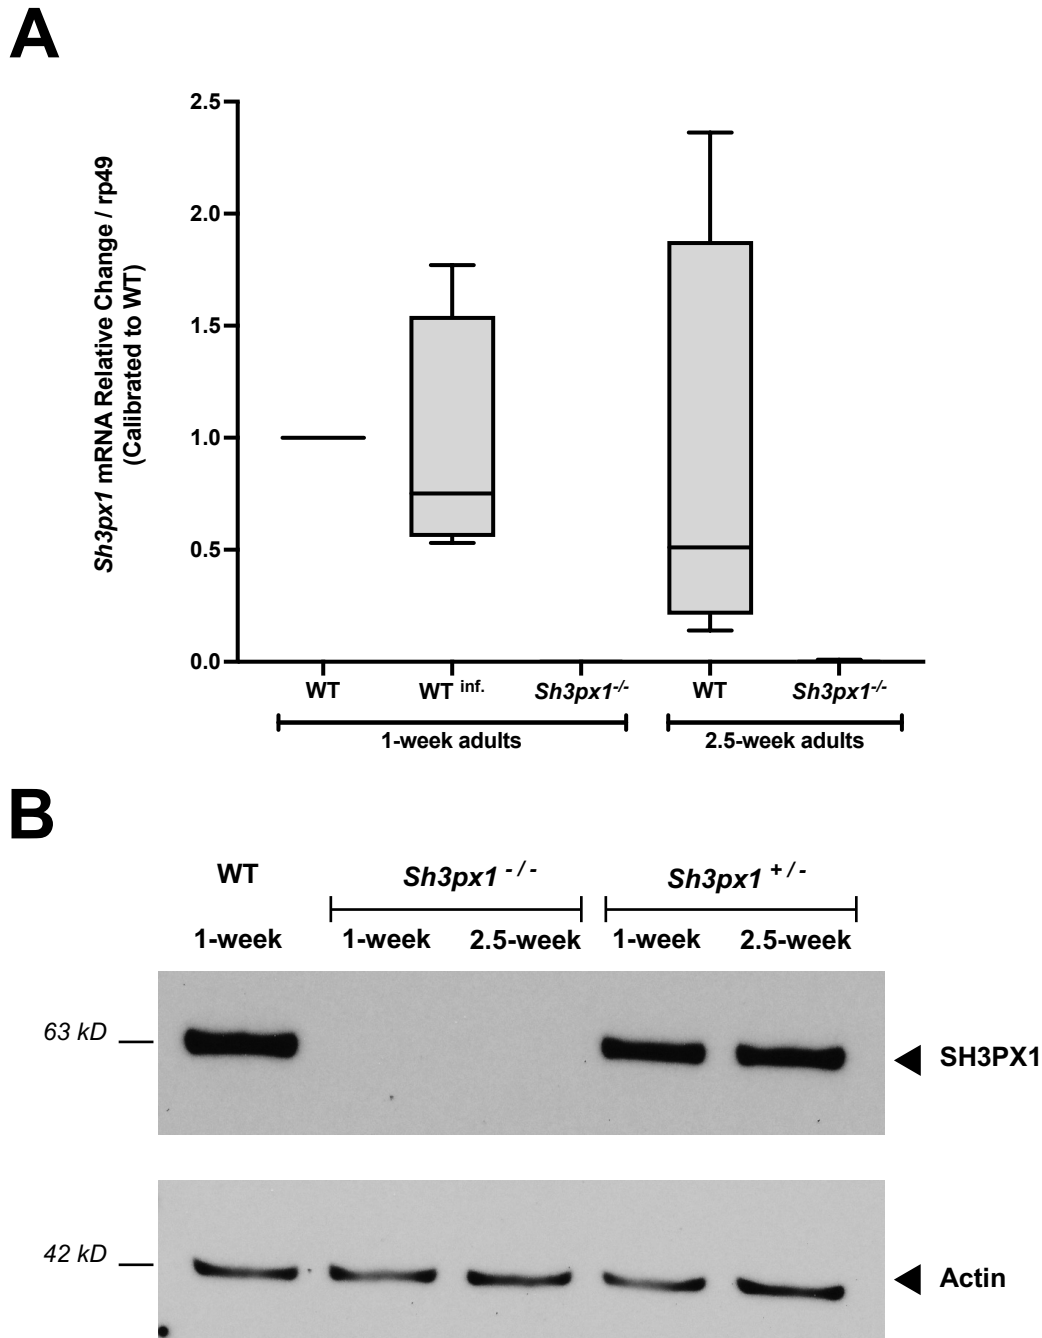 A
Sh3px1 mRNA Relative Change / rp49
(Calibrated to WT)
2.5
2.0
1.5
1.0
0.5
0.0
WT WT inf. Sh3px1-/- WT Sh3px1-/-
1-week adults 2.5-week adults
B
WT Sh3px1 -/- Sh3px1 +/-
1-week 1-week 2.5-week 1-week 2.5-week
63 kD SH3PX1
42 kD Actin